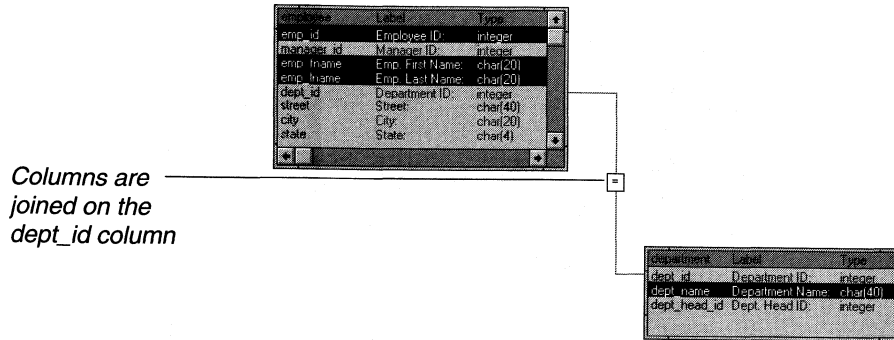 employee Label Type
emp_id Employee ID: integer
manager_id Manager ID: integer
emp_fname Emp. First Name: char(20)
emp_lname Emp. Last Name: char(20)
dept_id Department ID: integer
street Street: char(40)
city City: char(20)
state State: char(4)
=
Columns are
joined on the
dept_id column
department Label Type
dept_id Department ID: integer
dept_name Department Name: char(40)
dept_head_id Dept. Head ID: integer